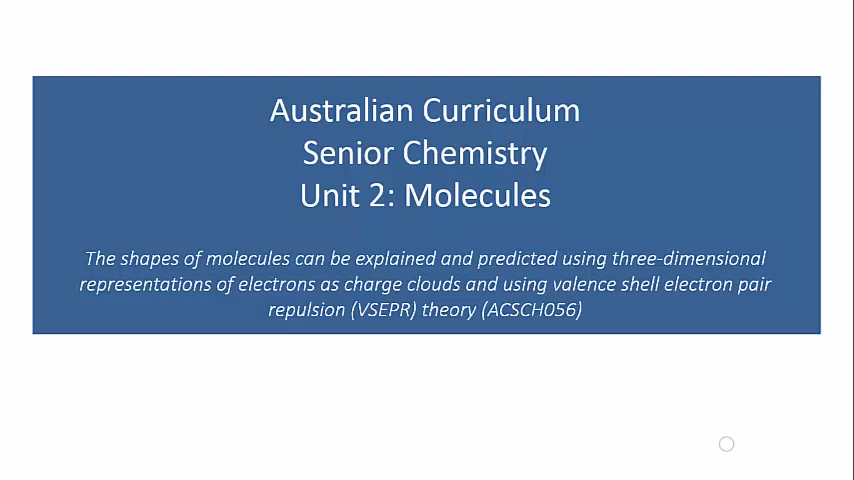 Australian Curriculum
Senior Chemistry
Unit 2: Molecules
The shapes of molecules can be explained and predicted using three-dimensional
representations of electrons as charge clouds and using valence shell electron pair
repulsion (VSEPR) theory (ACSCH056)